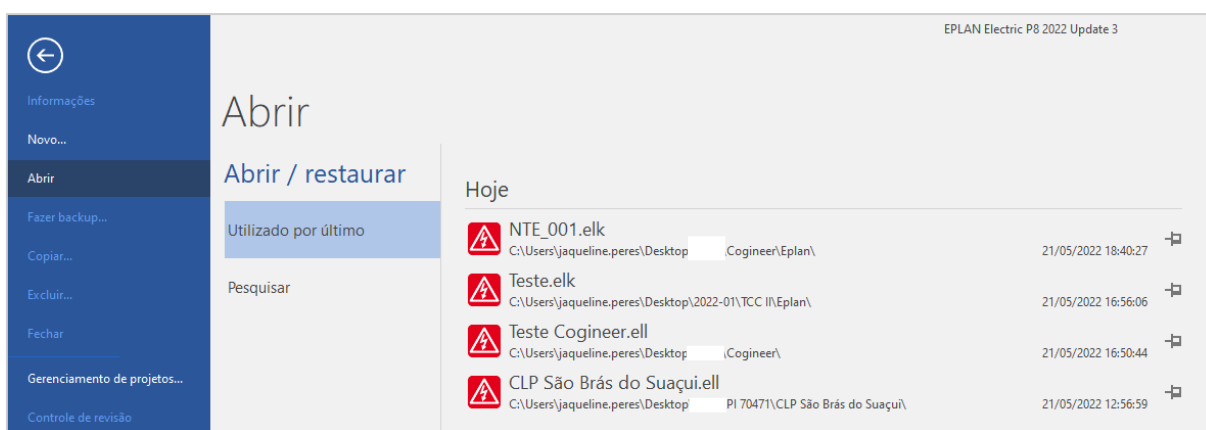 EPLAN Electric P8 2022 Update 3
Informações
Novo...
Abrir
Fazer backup...
Copiar...
Excluir...
Fechar
Gerenciamento de projetos...
Controle de revisão
Abrir
Abrir / restaurar
Utilizado por último
Pesquisar
Hoje
NTE_001.elk
C:\Users\jaqueline.peres\Desktop \Cogineer\Eplan\ 21/05/2022 18:40:27
Teste.elk
C:\Users\jaqueline.peres\Desktop\2022-01\TCC II\Eplan\ 21/05/2022 16:56:06
Teste Cogineer.ell
C:\Users\jaqueline.peres\Desktop \Cogineer\ 21/05/2022 16:50:44
CLP São Brás do Suaçui.ell
C:\Users\jaqueline.peres\Desktop PI 70471\CLP São Brás do Suaçui\ 21/05/2022 12:56:59